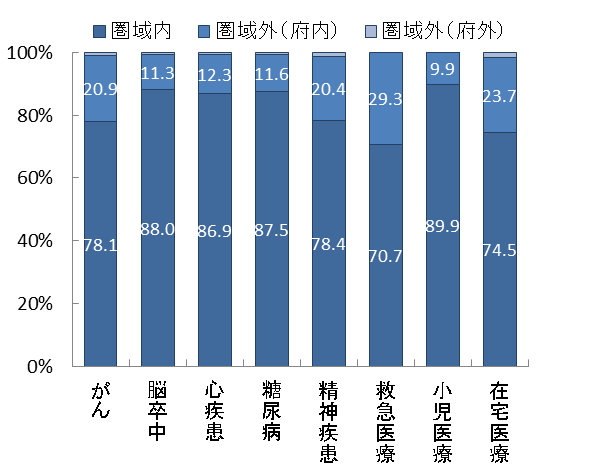 圏域内 圏域外(府内) 圏域外(府外)
100%
80%
60%
40%
20%
0%
20.9 11.3 12.3 11.6 20.4 29.3 9.9 23.7
78.1 88.0 86.9 87.5 78.4 70.7 89.9 74.5
がん
脳卒中
心疾患
糖尿病
精神疾患
救急医療
小児医療
在宅医療